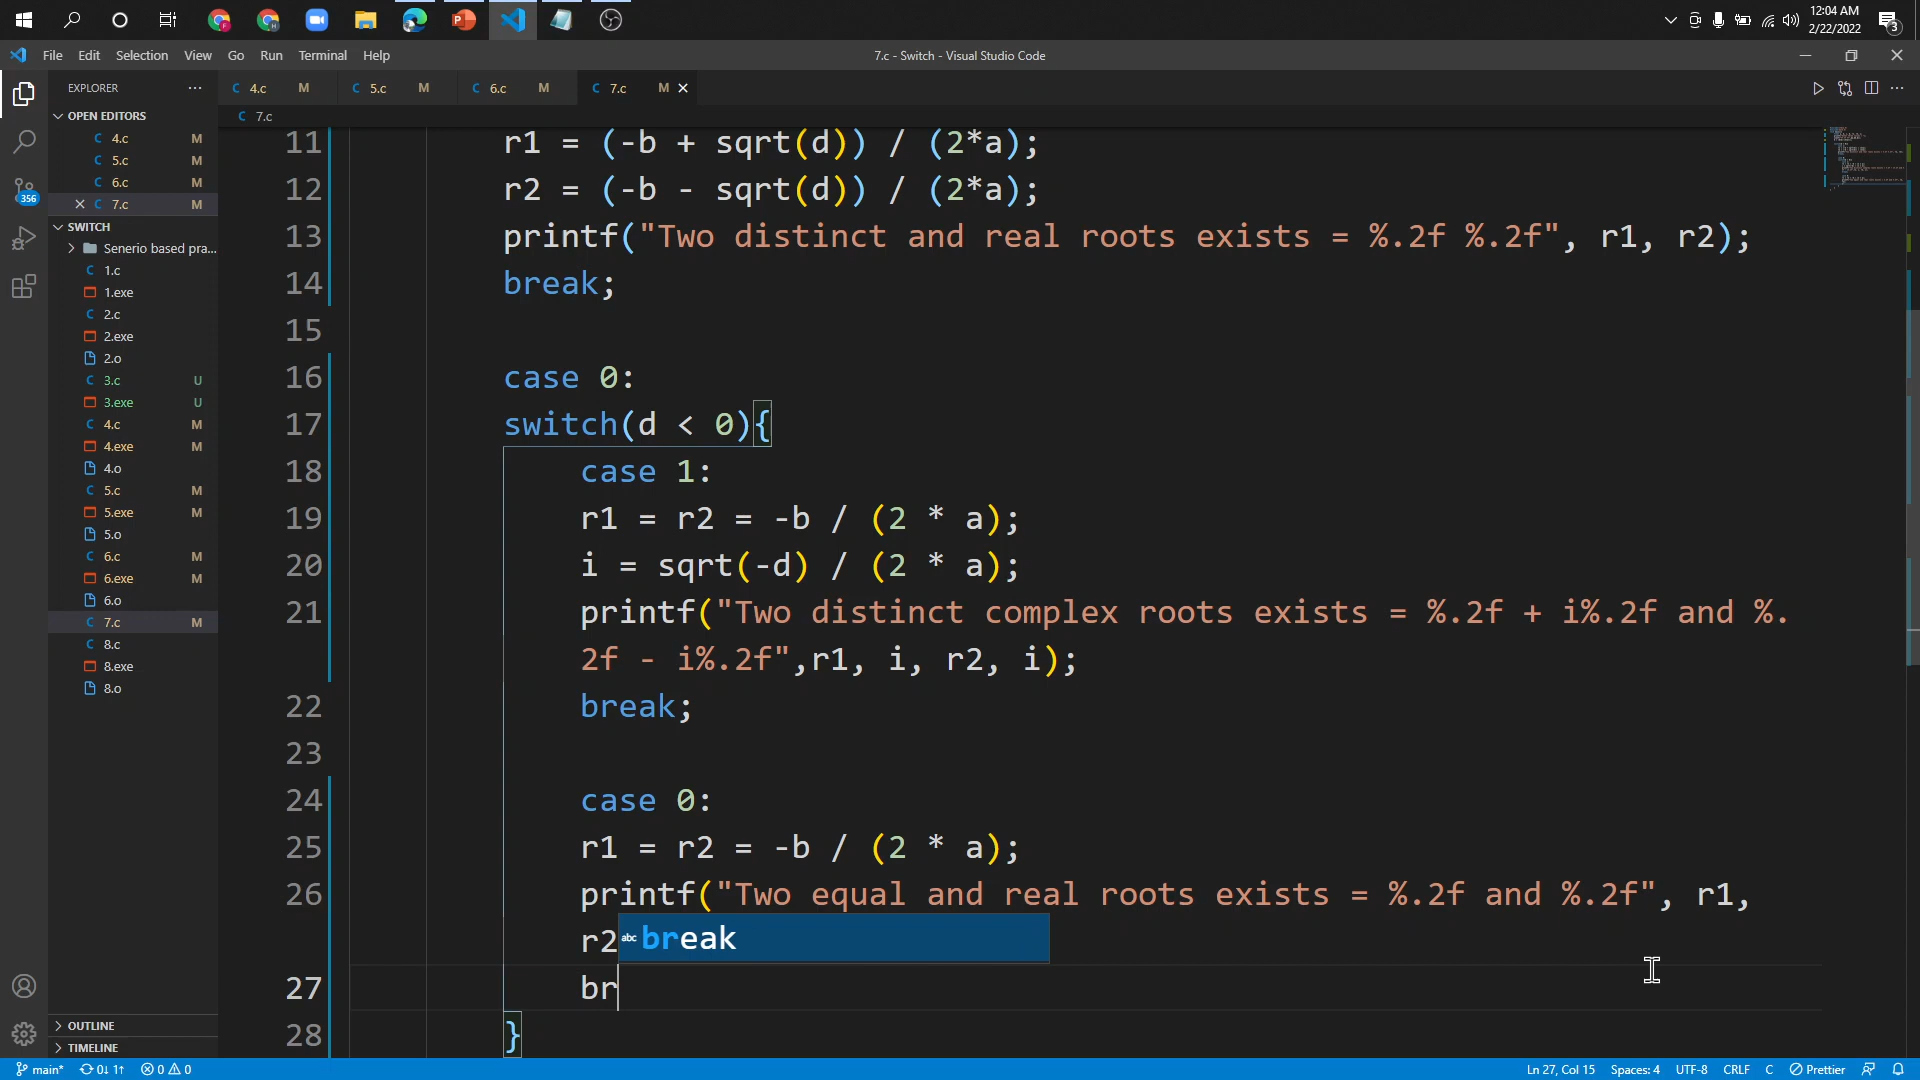 12:04 AM
2/22/2022
3
File Edit Selection View Go Run Terminal Help
7.c - Switch - Visual Studio Code
EXPLORER
OPEN EDITORS
C 4.c M
C 5.c M
C 6.c M
C 7.c M
SWITCH
Senerio based pra...
C 1.c
1.exe
C 2.c
2.exe
2.o
C 3.c U
3.exe U
C 4.c M
4.exe M
4.o
C 5.c M
5.exe M
5.o
C 6.c M
6.exe M
6.o
C 7.c M
C 8.c
8.exe
8.o
OUTLINE
TIMELINE
356
C 4.c M C 5.c M C 6.c M C 7.c M
C 7.c
11 r1 = (-b + sqrt(d)) / (2*a);
12 r2 = (-b - sqrt(d)) / (2*a);
13 printf("Two distinct and real roots exists = %.2f %.2f", r1, r2);
14 break;
15
16 case 0:
17 switch(d < 0){
18 case 1:
19 r1 = r2 = -b / (2 * a);
20 i = sqrt(-d) / (2 * a);
21 printf("Two distinct complex roots exists = %.2f + i%.2f and %.
2f - i%.2f",r1, i, r2, i);
22 break;
23
24 case 0:
25 r1 = r2 = -b / (2 * a);
26 printf("Two equal and real roots exists = %.2f and %.2f", r1,
r2
abc break
27 br
28 }
main* 0↓ 1↑ 0 0
Ln 27, Col 15 Spaces: 4 UTF-8 CRLF C Prettier